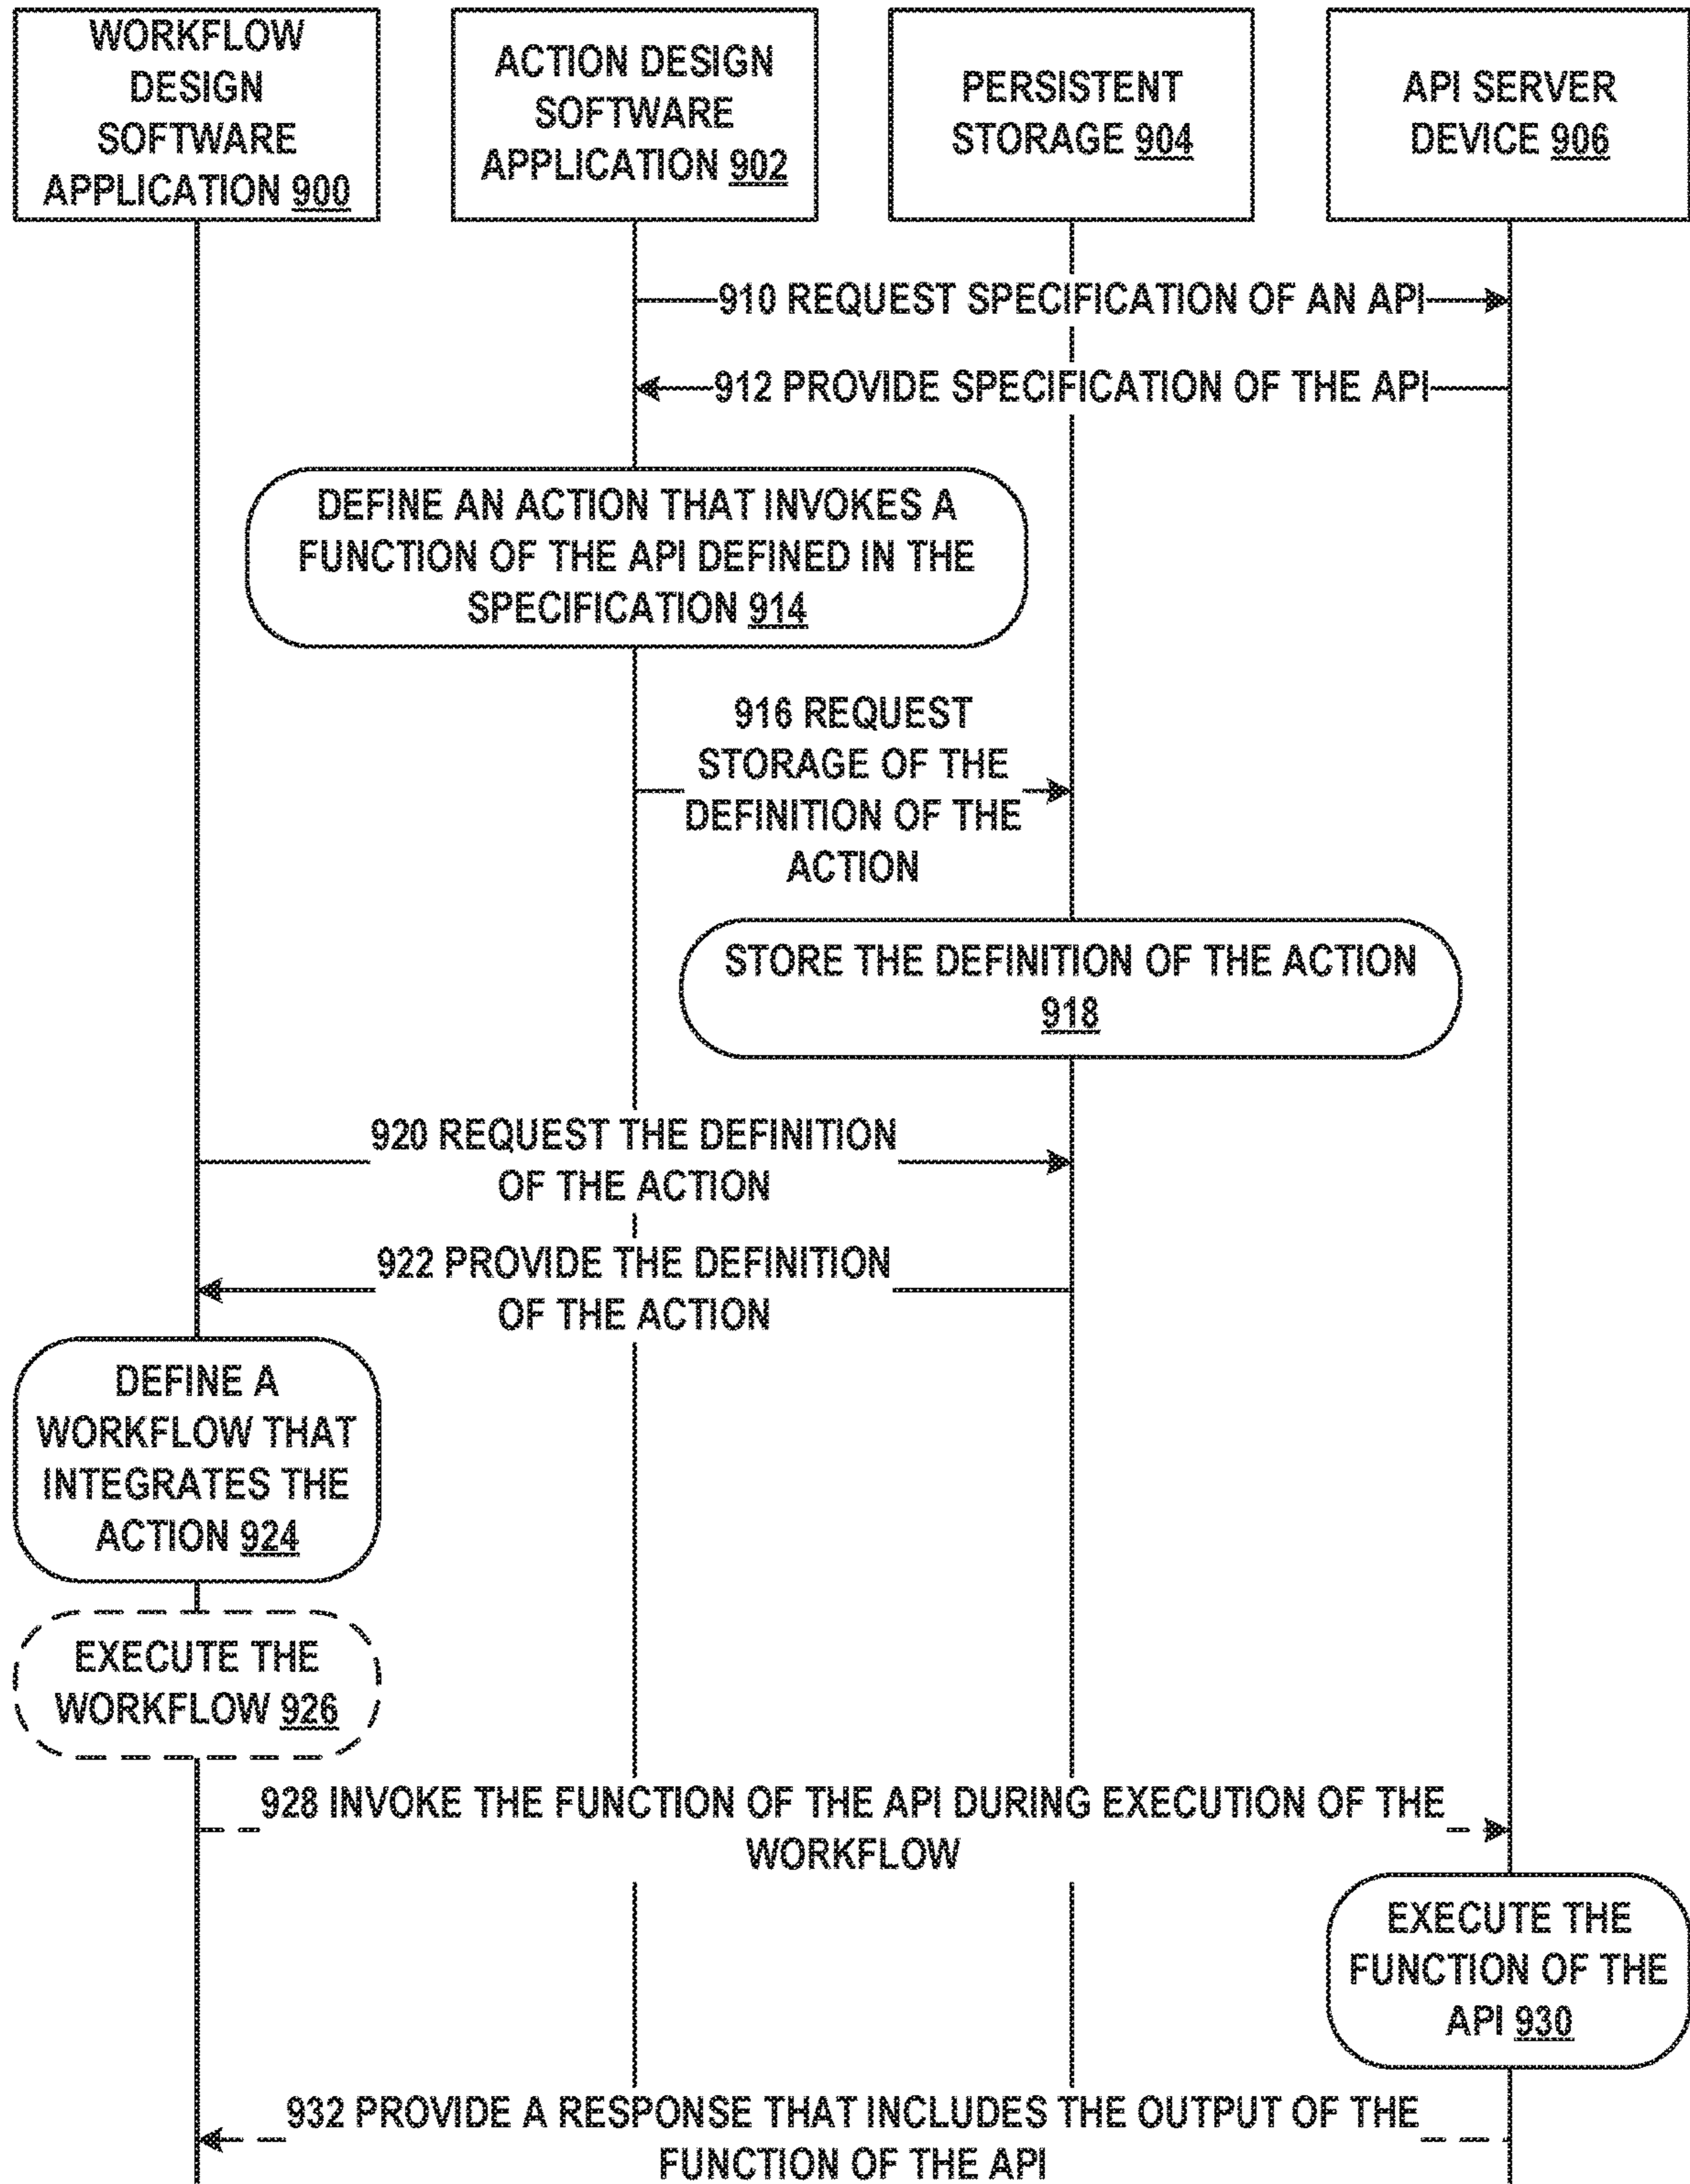 WORKFLOW
DESIGN
SOFTWARE
APPLICATION 900
ACTION DESIGN
SOFTWARE
APPLICATION 902
PERSISTENT
STORAGE 904
API SERVER
DEVICE 906
910 REQUEST SPECIFICATION OF AN API
912 PROVIDE SPECIFICATION OF THE API
DEFINE AN ACTION THAT INVOKES A
FUNCTION OF THE API DEFINED IN THE
SPECIFICATION 914
916 REQUEST
STORAGE OF THE
DEFINITION OF THE
ACTION
STORE THE DEFINITION OF THE ACTION
918
920 REQUEST THE DEFINITION
OF THE ACTION
922 PROVIDE THE DEFINITION
OF THE ACTION
DEFINE A
WORKFLOW THAT
INTEGRATES THE
ACTION 924
EXECUTE THE
WORKFLOW 926
928 INVOKE THE FUNCTION OF THE API DURING EXECUTION OF THE
WORKFLOW
EXECUTE THE
FUNCTION OF THE
API 930
932 PROVIDE A RESPONSE THAT INCLUDES THE OUTPUT OF THE
FUNCTION OF THE API